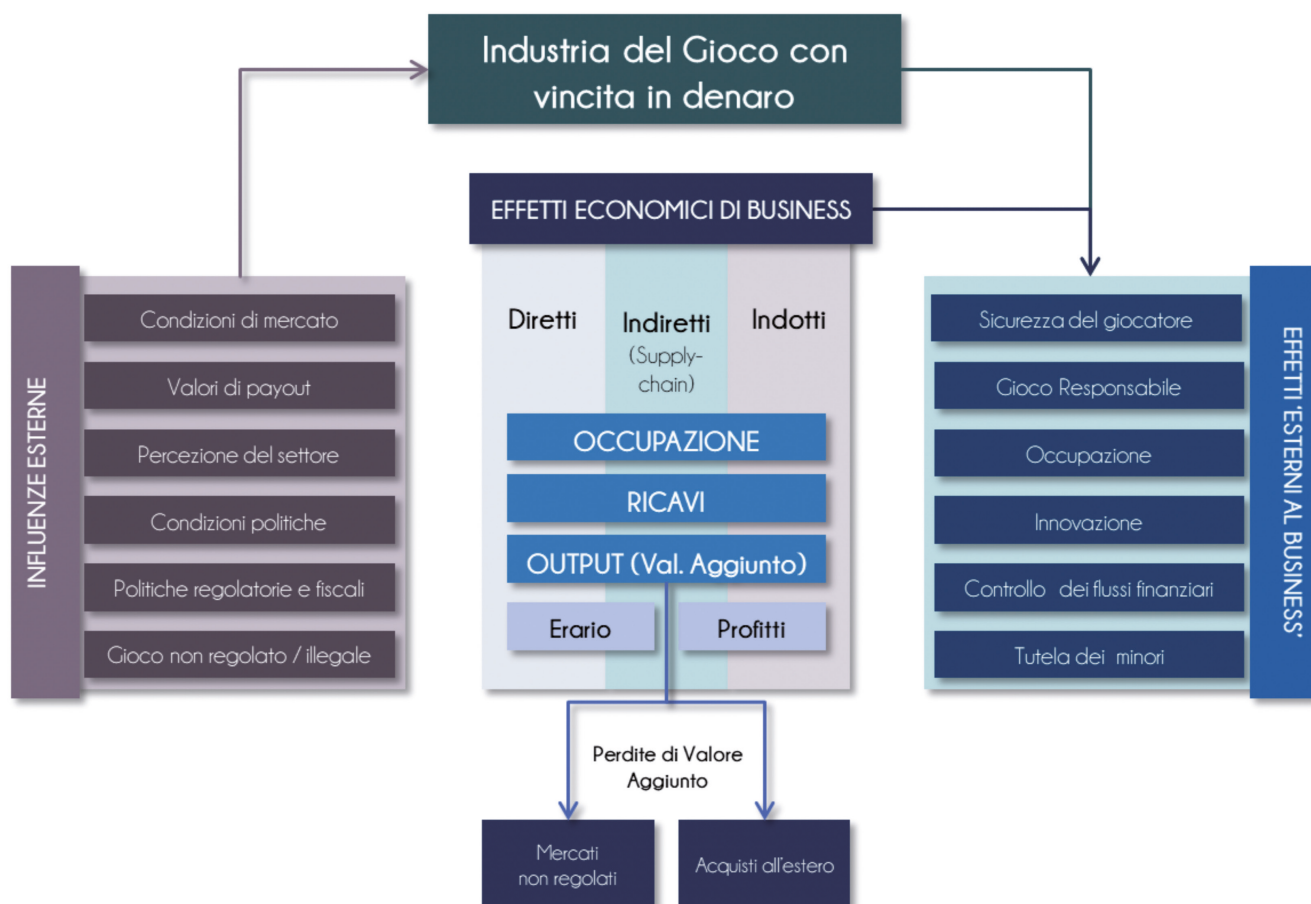 Industria del Gioco con
vincita in denaro
EFFETTI ECONOMICI DI BUSINESS
INFLUENZE ESTERNE
Condizioni di mercato
Valori di payout
Percezione del settore
Condizioni politiche
Politiche regolatorie e fiscali
Gioco non regolato / illegale
Diretti
Indiretti
(Supply-
chain)
Indotti
OCCUPAZIONE
RICAVI
OUTPUT (Val. Aggiunto)
Erario
Profitti
Perdite di Valore
Aggiunto
Mercati
non regolati
Acquisti all'estero
Sicurezza del giocatore
Gioco Responsabile
Occupazione
Innovazione
Controllo dei flussi finanziari
Tutela dei minori
EFFETTI 'ESTERNI AL BUSINESS'